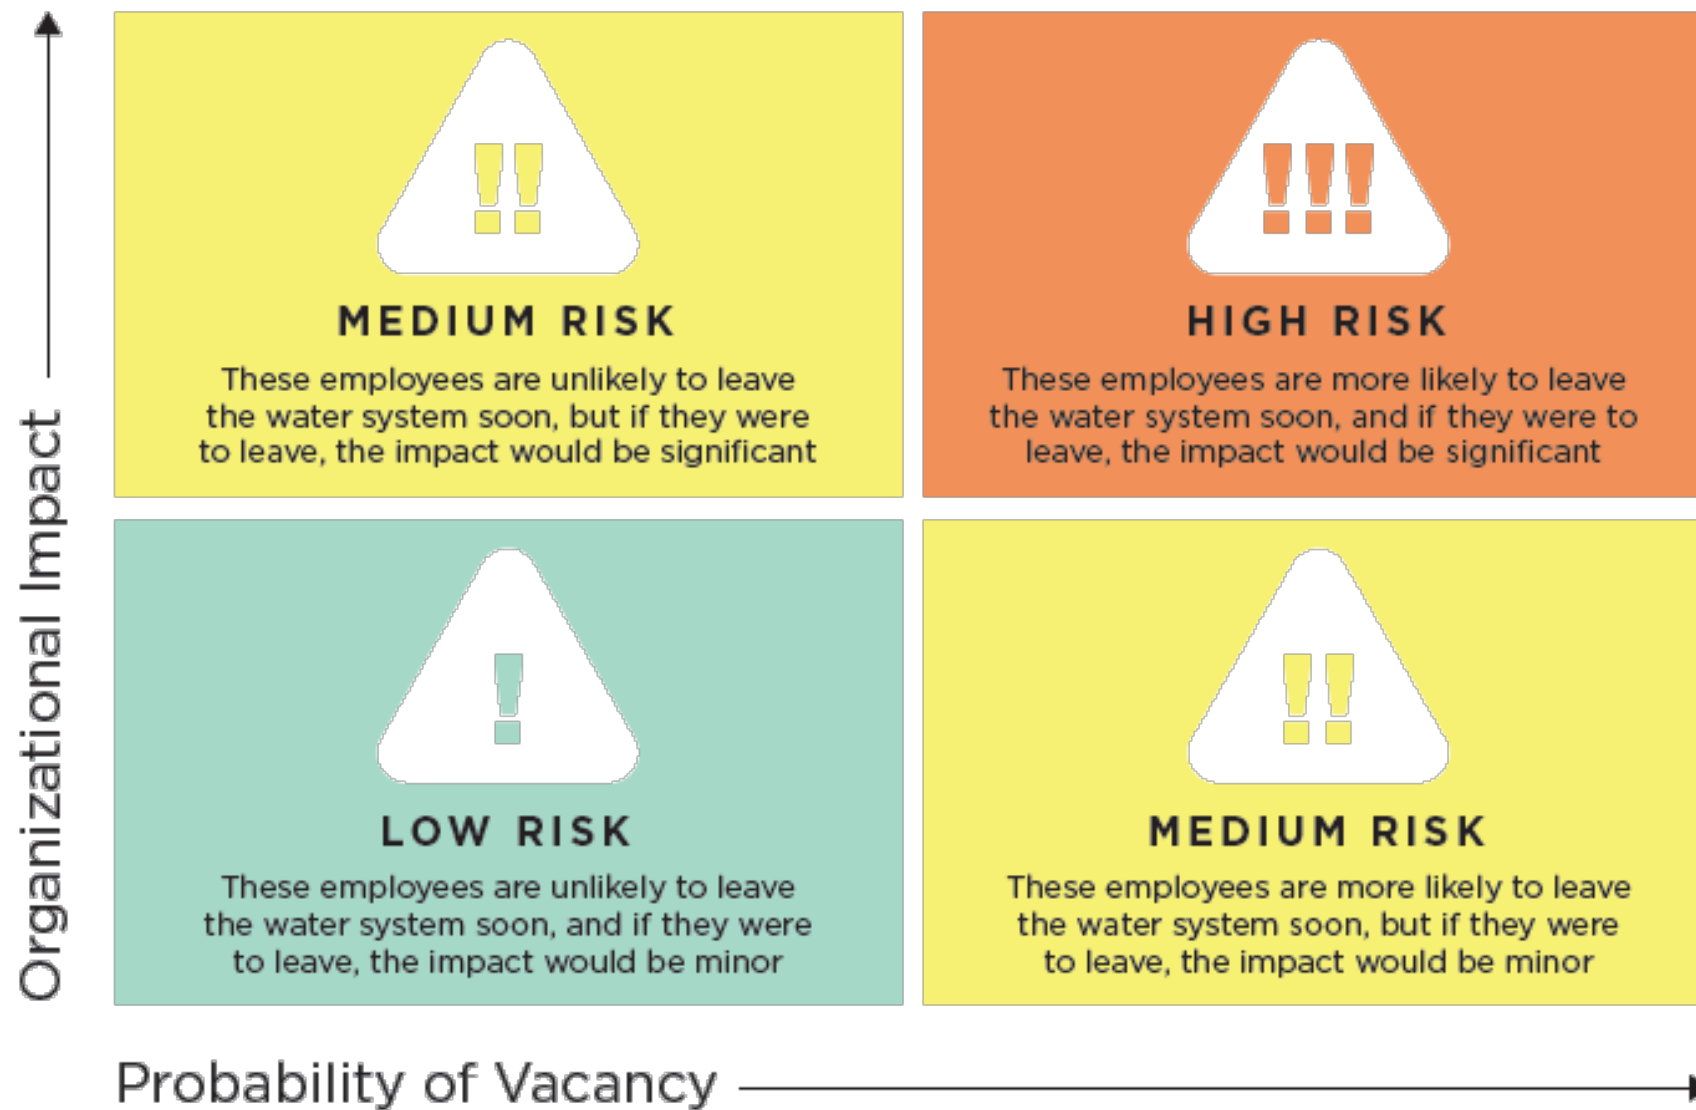 Organizational Impact
!!
MEDIUM RISK
These employees are unlikely to leave
the water system soon, but if they were
to leave, the impact would be significant
!!!
HIGH RISK
These employees are more likely to leave
the water system soon, and if they were to
leave, the impact would be significant
!
LOW RISK
These employees are unlikely to leave
the water system soon, and if they were
to leave, the impact would be minor
!!
MEDIUM RISK
These employees are more likely to leave
the water system soon, but if they were
to leave, the impact would be minor
Probability of Vacancy